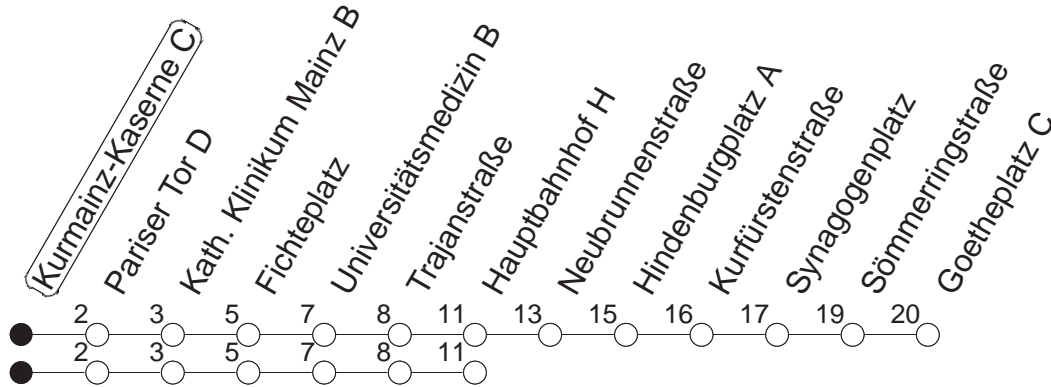 Kurmainz-Kaserne C
Pariser Tor D
Kath. Klinikum Mainz B
Fichteplatz
Universitätsmedizin B
Trajanstraße
Hauptbahnhof H
Neubrunnenstraße
Hindenburgplatz A
Kurfürstenstraße
Synagogenplatz
Sömmerringstraße
Goetheplatz C
2 3 5 7 8 11 13 15 16 17 19 20
2 3 5 7 8 11